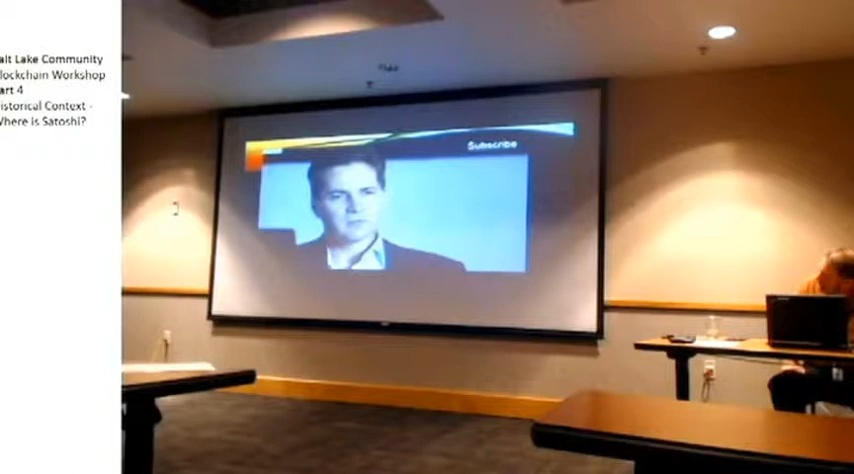 alt Lake Community
lockchain Workshop
art 4
istorical Context -
Where is Satoshi?
Subscribe